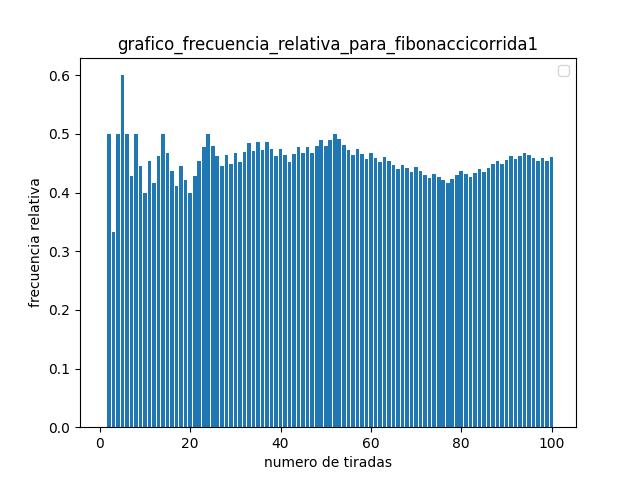 grafico_frecuencia_relativa_para_fibonaccicorrida1
0.6
0.5
0.4
0.3
0.2
0.1
0.0
frecuencia relativa
0 20 40 60 80 100
numero de tiradas